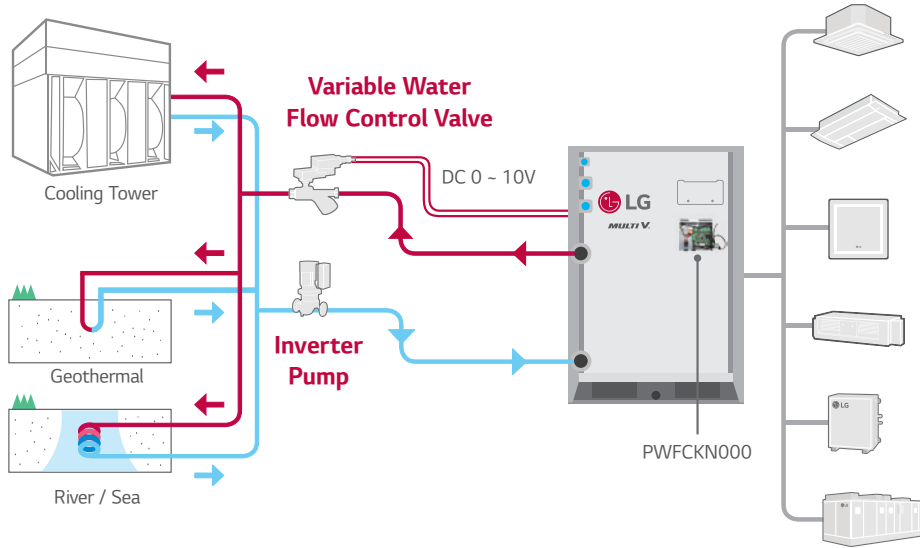 Variable Water
Flow Control Valve
Cooling Tower
DC 0 ~ 10V
LG
MULTI V.
Inverter
Pump
Geothermal
PWFCKN000
River / Sea
LG